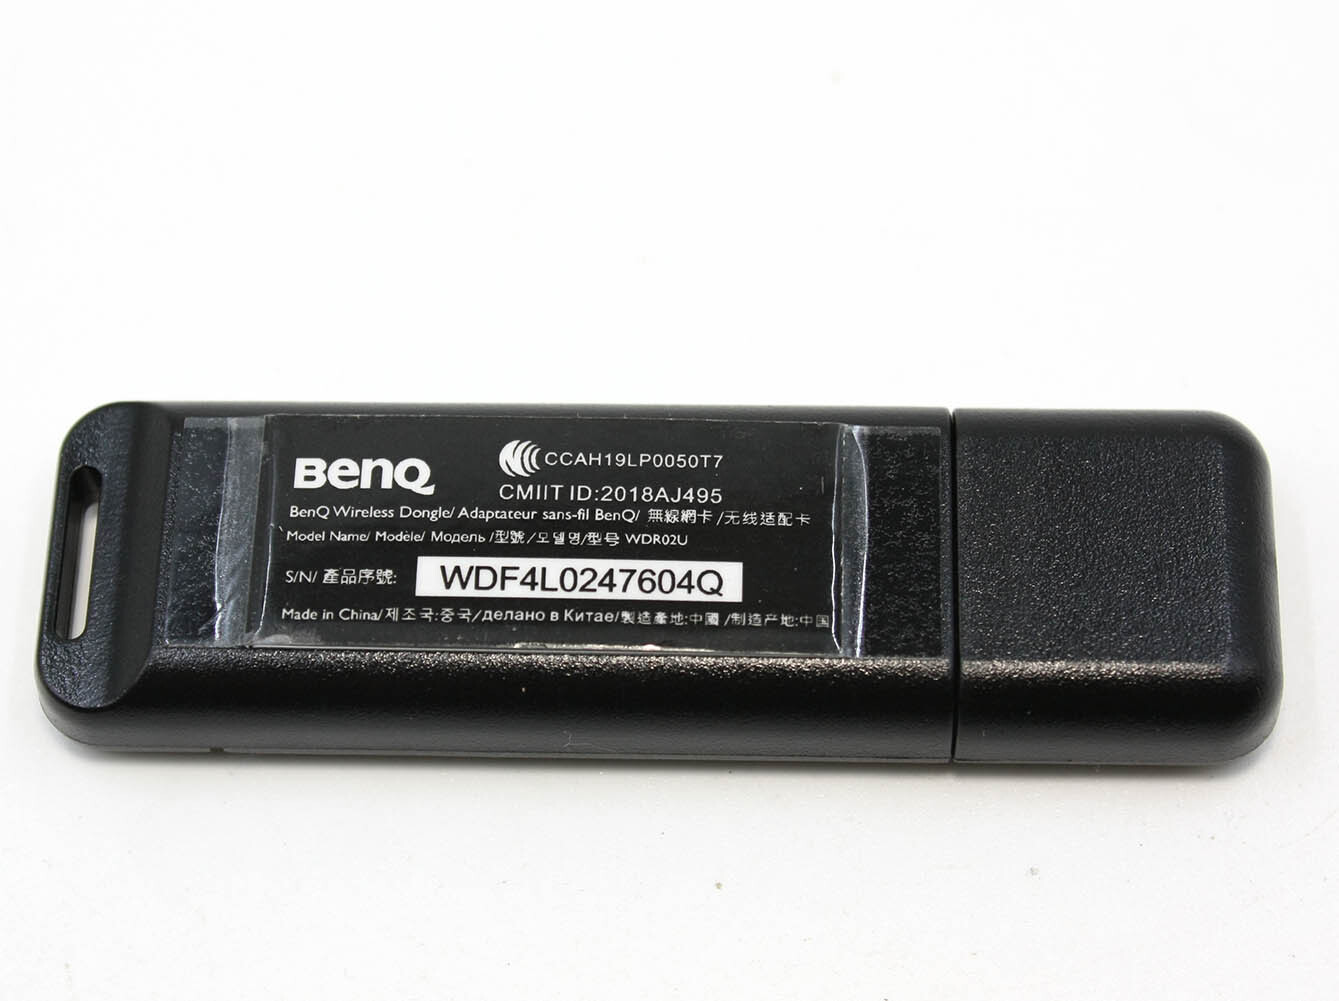 BenQ
CCAH19LP0050T7
CMIIT ID:2018AJ495
BenQ Wireless Dongle/ Adaptateur sans-fil BenQ/ 無線網卡 /无线适配卡
Model Name/ Modèle/ Модель /型號/모델명/型号 WDR02U
S/N/ 產品序號: WDF4L0247604Q
Made in China/제조국:중국/делано в Китае/製造產地:中國 /制造产地:中国